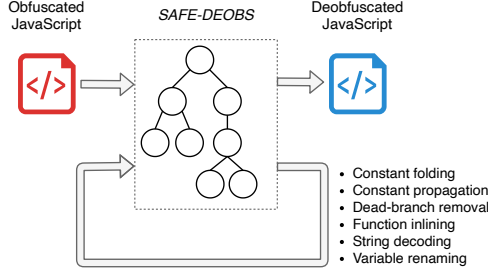 Obfuscated
JavaScript
SAFE-DEOBS
Deobfuscated
JavaScript
</>
</>
• Constant folding
• Constant propagation
• Dead-branch removal
• Function inlining
• String decoding
• Variable renaming